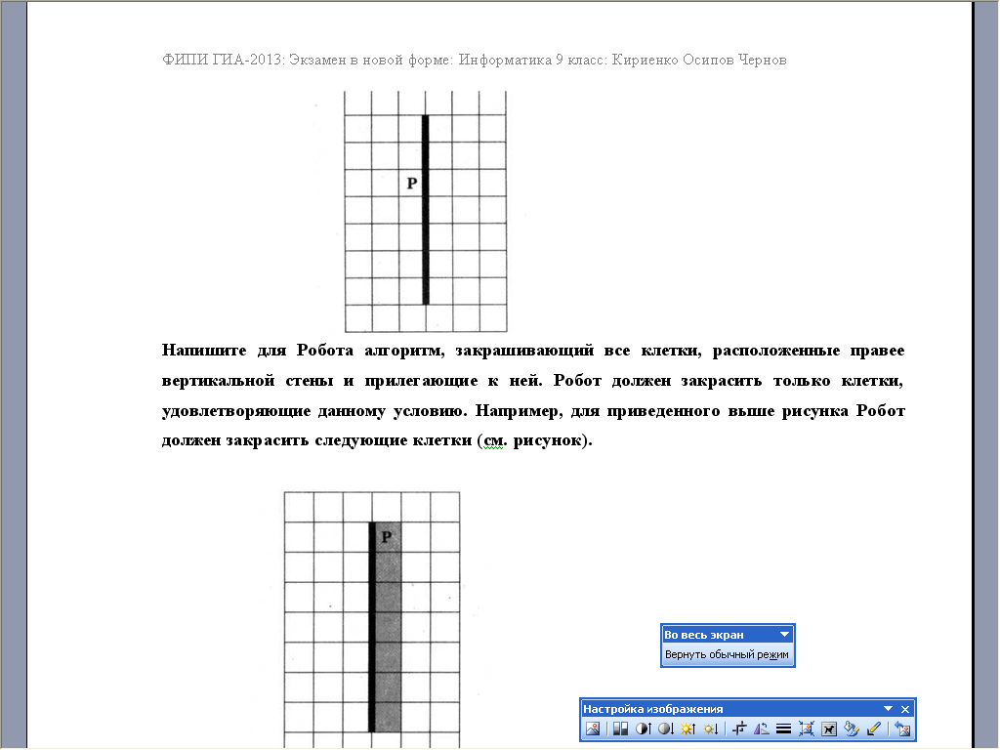 ФИПИ ГИА-2013: Экзамен в новой форме: Информатика 9 класс: Кириенко Осипов Чернов
Р
Напишите для Робота алгоритм, закрашивающий все клетки, расположенные правее
вертикальной стены и прилегающие к ней. Робот должен закрасить только клетки,
удовлетворяющие данному условию. Например, для приведенного выше рисунка Робот
должен закрасить следующие клетки (см. рисунок).
Р
Во весь экран
Вернуть обычный режим
Настройка изображения